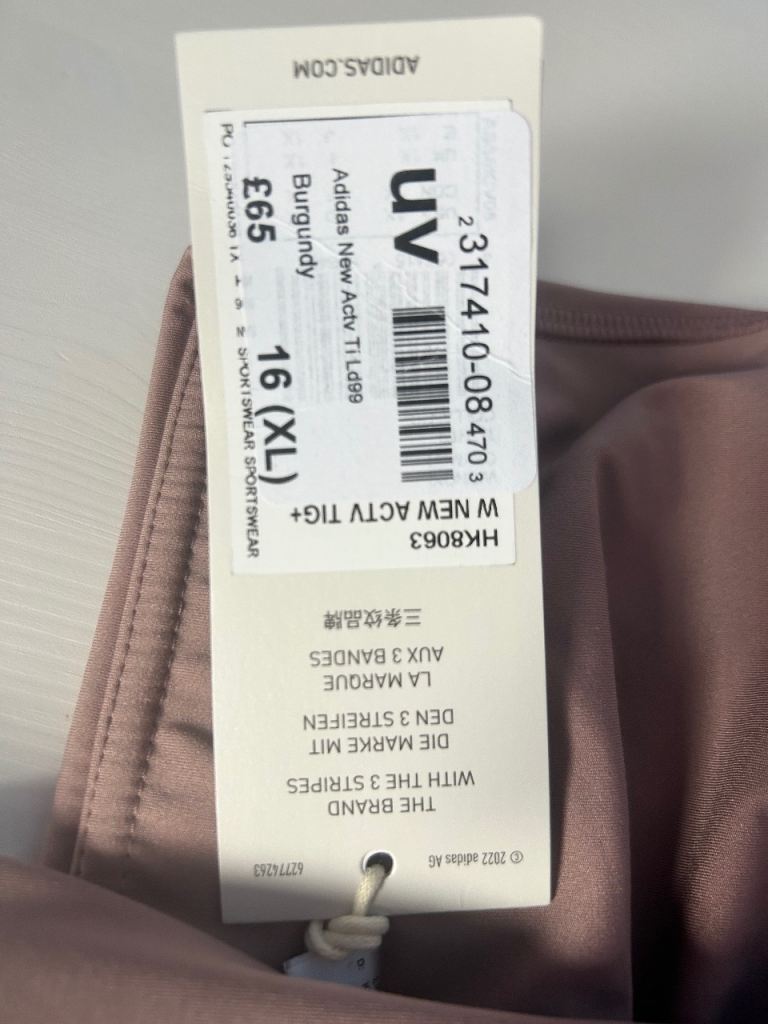 ADIDAS.COM
uv
2 317410-08 470 3
Adidas New Actv Ti Ld99
Burgundy
£65
16 (XL)
SPORTSWEAR SPORTSWEAR
W NEW ACTV TIG+
HK8063
三条纹品牌
LA MARQUE
AUX 3 BANDES
DIE MARKE MIT
DEN 3 STREIFEN
THE BRAND
WITH THE 3 STRIPES
© 2022 adidas AG
62774263